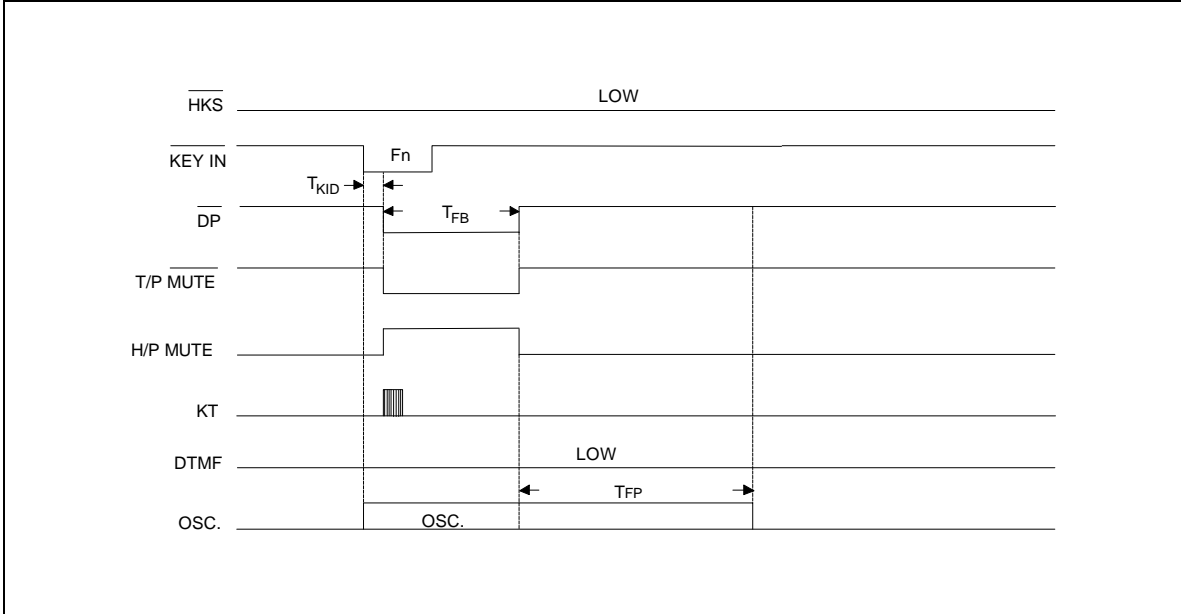 HKS
LOW
KEY IN
Fn
TKID
DP
TFB
T/P MUTE
H/P MUTE
KT
DTMF
LOW
TFP
OSC.
OSC.